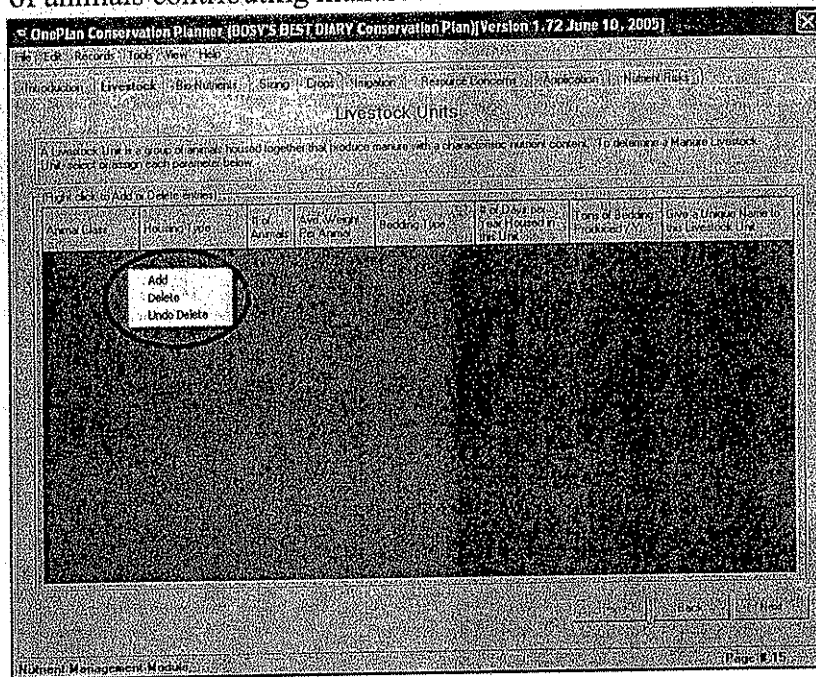 of animals contributing manure
OnePlan Conservation Planner [DOSY'S BEST DIARY Conservation Plan][Version 1.72 June 10, 2005]
File Edit Records Tools View Help
Introduction Livestock Bio-Nutrients Sizing Crops Irrigation Resource Concerns Application Nutrient Risks
Livestock Units
A Livestock Unit is a group of animals housed together that produce manure with a characteristic nutrient content. To determine a Manure Livestock
Unit select or assign each parameter below.
(Right click to Add or Delete entries)
Animal Class Housing Type # of Animals Avg. Weight Per Animal Bedding Type # of Days per Year Housed in this Unit Tons of Bedding Produced / Yr Give a Unique Name to this Livestock Unit
Add
Delete
Undo Delete
Back Next
Nutrient Management Module Page # 15